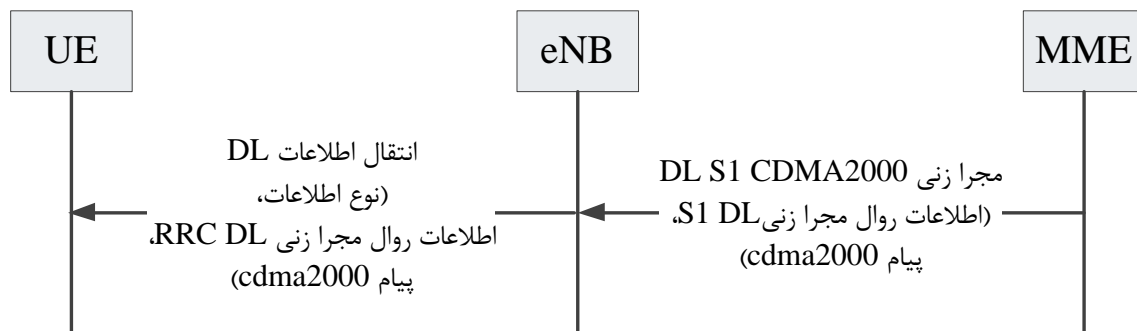 UE
eNB
MME
انتقال اطلاعات DL
(نوع اطلاعات،
اطلاعات روال مجرا زنی RRC DL،
پیام cdma2000)
مجرا زنی DL S1 CDMA2000
(اطلاعات روال مجرا زنیS1 DL،
پیام cdma2000)